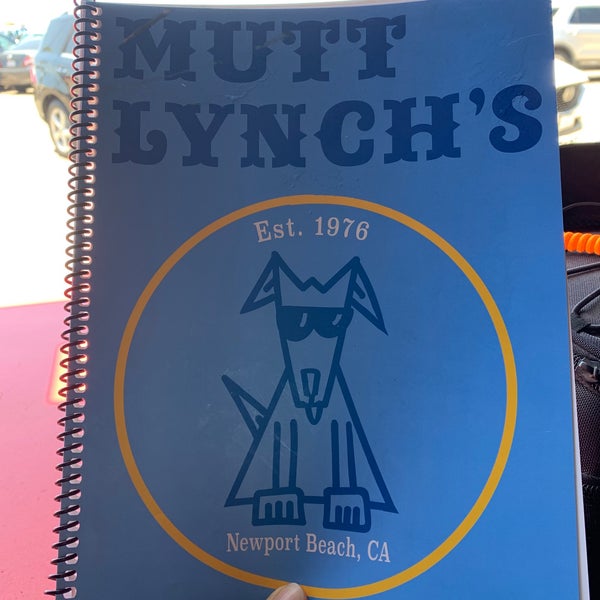 MUTT
LYNCH'S
Est. 1976
Newport Beach, CA